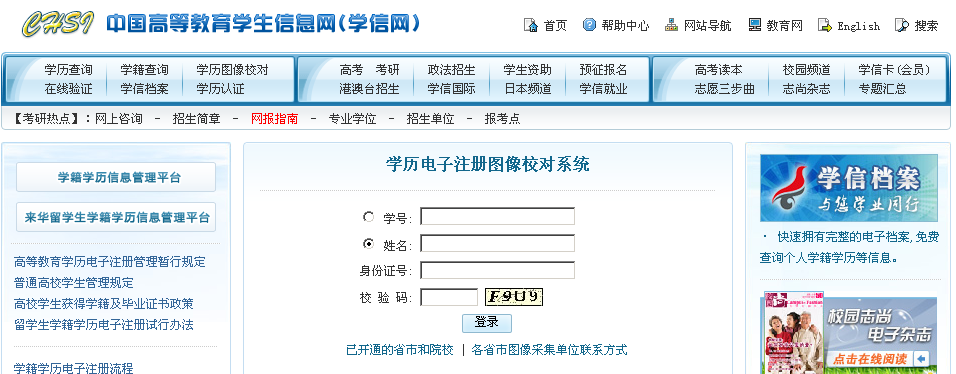 CHSI 中国高等教育学生信息网(学信网)
首页 帮助中心 网站导航 教育网 English 搜索
学历查询 学籍查询 学历图像校对
在线验证 学信档案 学历认证
高考 考研 政法招生 学生资助 预征报名
港澳台招生 学信国际 日本频道 学信就业
高考读本 校园频道 学信卡(会员)
志愿三步曲 志尚杂志 专题汇总
【考研热点】: 网上咨询 - 招生简章 - 网报指南 - 专业学位 - 招生单位 - 报考点
学籍学历信息管理平台
来华留学生学籍学历信息管理平台
高等教育学历电子注册管理暂行规定
普通高校学生管理规定
高校学生获得学籍及毕业证书政策
留学生学籍学历电子注册试行办法
学籍学历电子注册流程
学历电子注册图像校对系统
学号:
姓名:
身份证号:
校 验 码: F9U9
登录
已开通的省市和院校 | 各省市图像采集单位联系方式
学信档案
与您学业同行
· 快速拥有完整的电子档案,免费
查询个人学籍学历等信息。
校园志尚
电子杂志
点击在线阅读